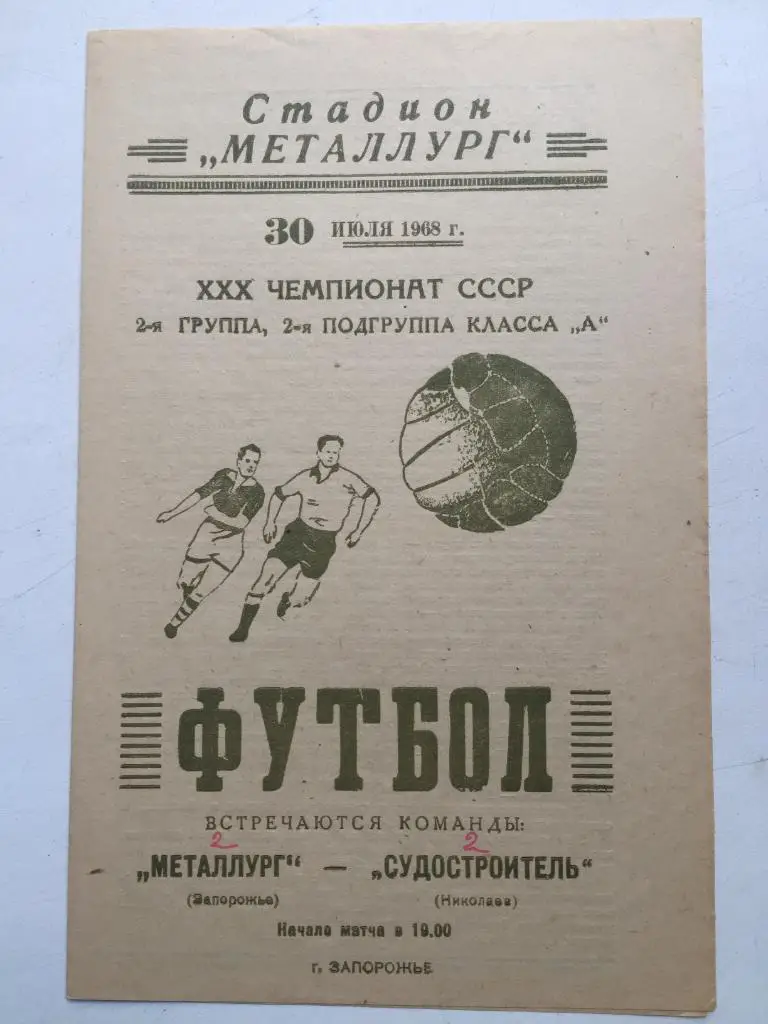 Стадион
„МЕТАЛЛУРГ“
30 ИЮЛЯ 1968 г.
XXX ЧЕМПИОНАТ СССР
2-я ГРУППА, 2-я ПОДГРУППА КЛАССА „А“
ФУТБОЛ
ВСТРЕЧАЮТСЯ КОМАНДЫ:
2 2
„МЕТАЛЛУРГ“ — „СУДОСТРОИТЕЛЬ“
(Запорожье) (Николаев)
Начало матча в 19.00
г. ЗАПОРОЖЬЕ